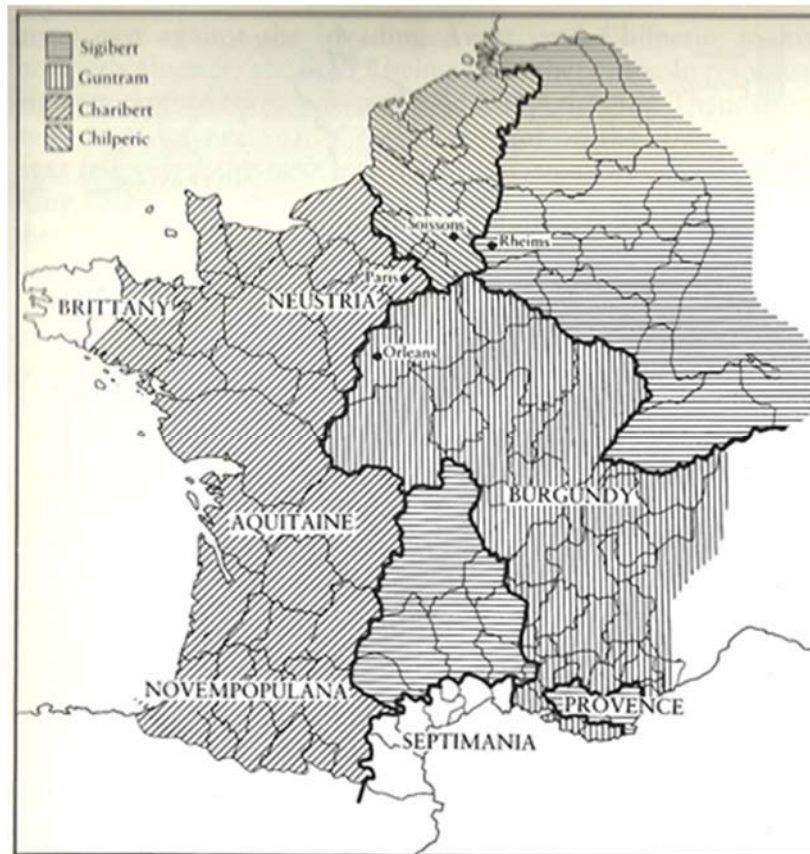 Sigibert
Guntram
Charibert
Chilperic
Soissons
Rheims
Paris
BRITTANY
NEUSTRIA
Orleans
BURGUNDY
AQUITAINE
NOVEMPOPULANA
PROVENCE
SEPTIMANIA